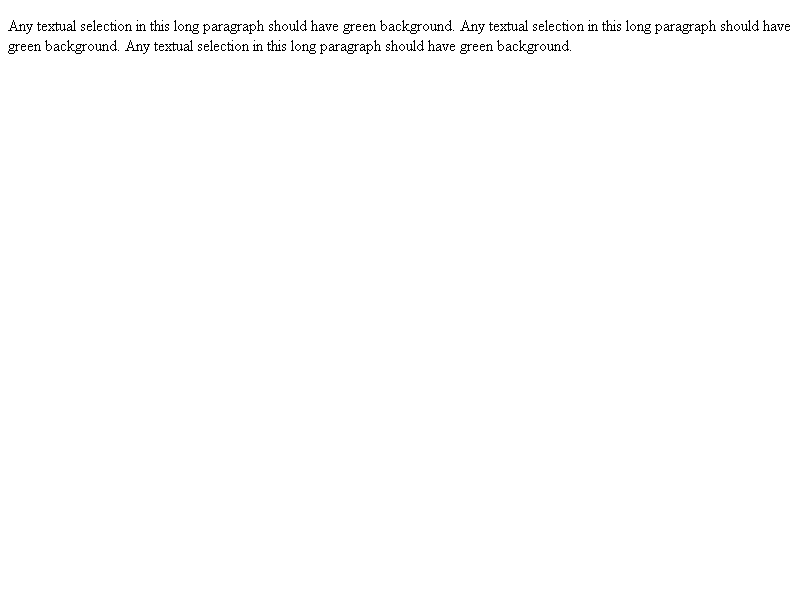 Any textual selection in this long paragraph should have green background. Any textual selection in this long paragraph should have
green background. Any textual selection in this long paragraph should have green background.